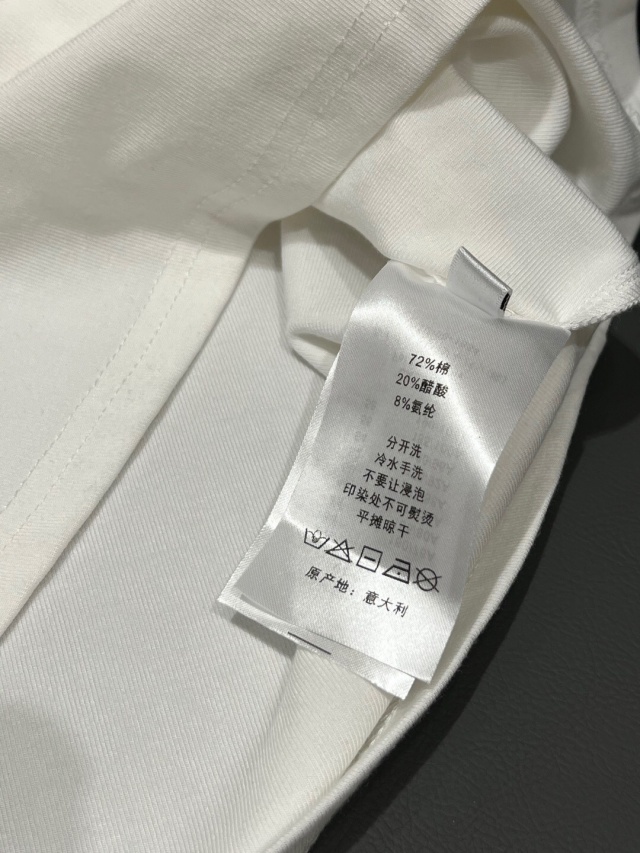 72%棉
20%醋酸
8%氨纶
分开洗
冷水手洗
不要让浸泡
印染处不可熨烫
平摊晾干
原产地：意大利